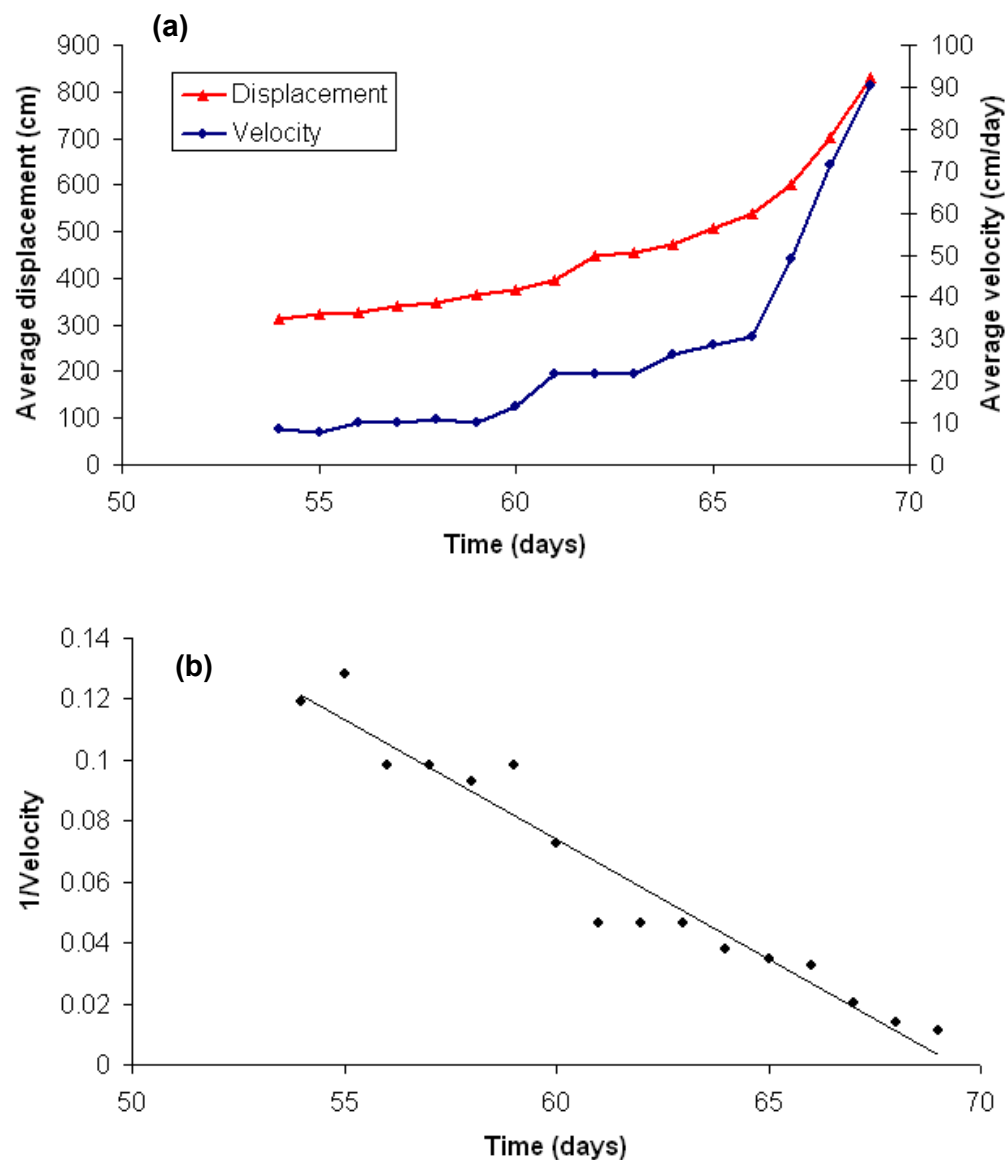 (a)
Average displacement (cm)
900
800
700
600
500
400
300
200
100
0
Displacement
Velocity
100
90
80
70
60
50
40
30
20
10
0
Average velocity (cm/day)
50 55 60 65 70
Time (days)
(b)
1/Velocity
0.14
0.12
0.1
0.08
0.06
0.04
0.02
0
50 55 60 65 70
Time (days)